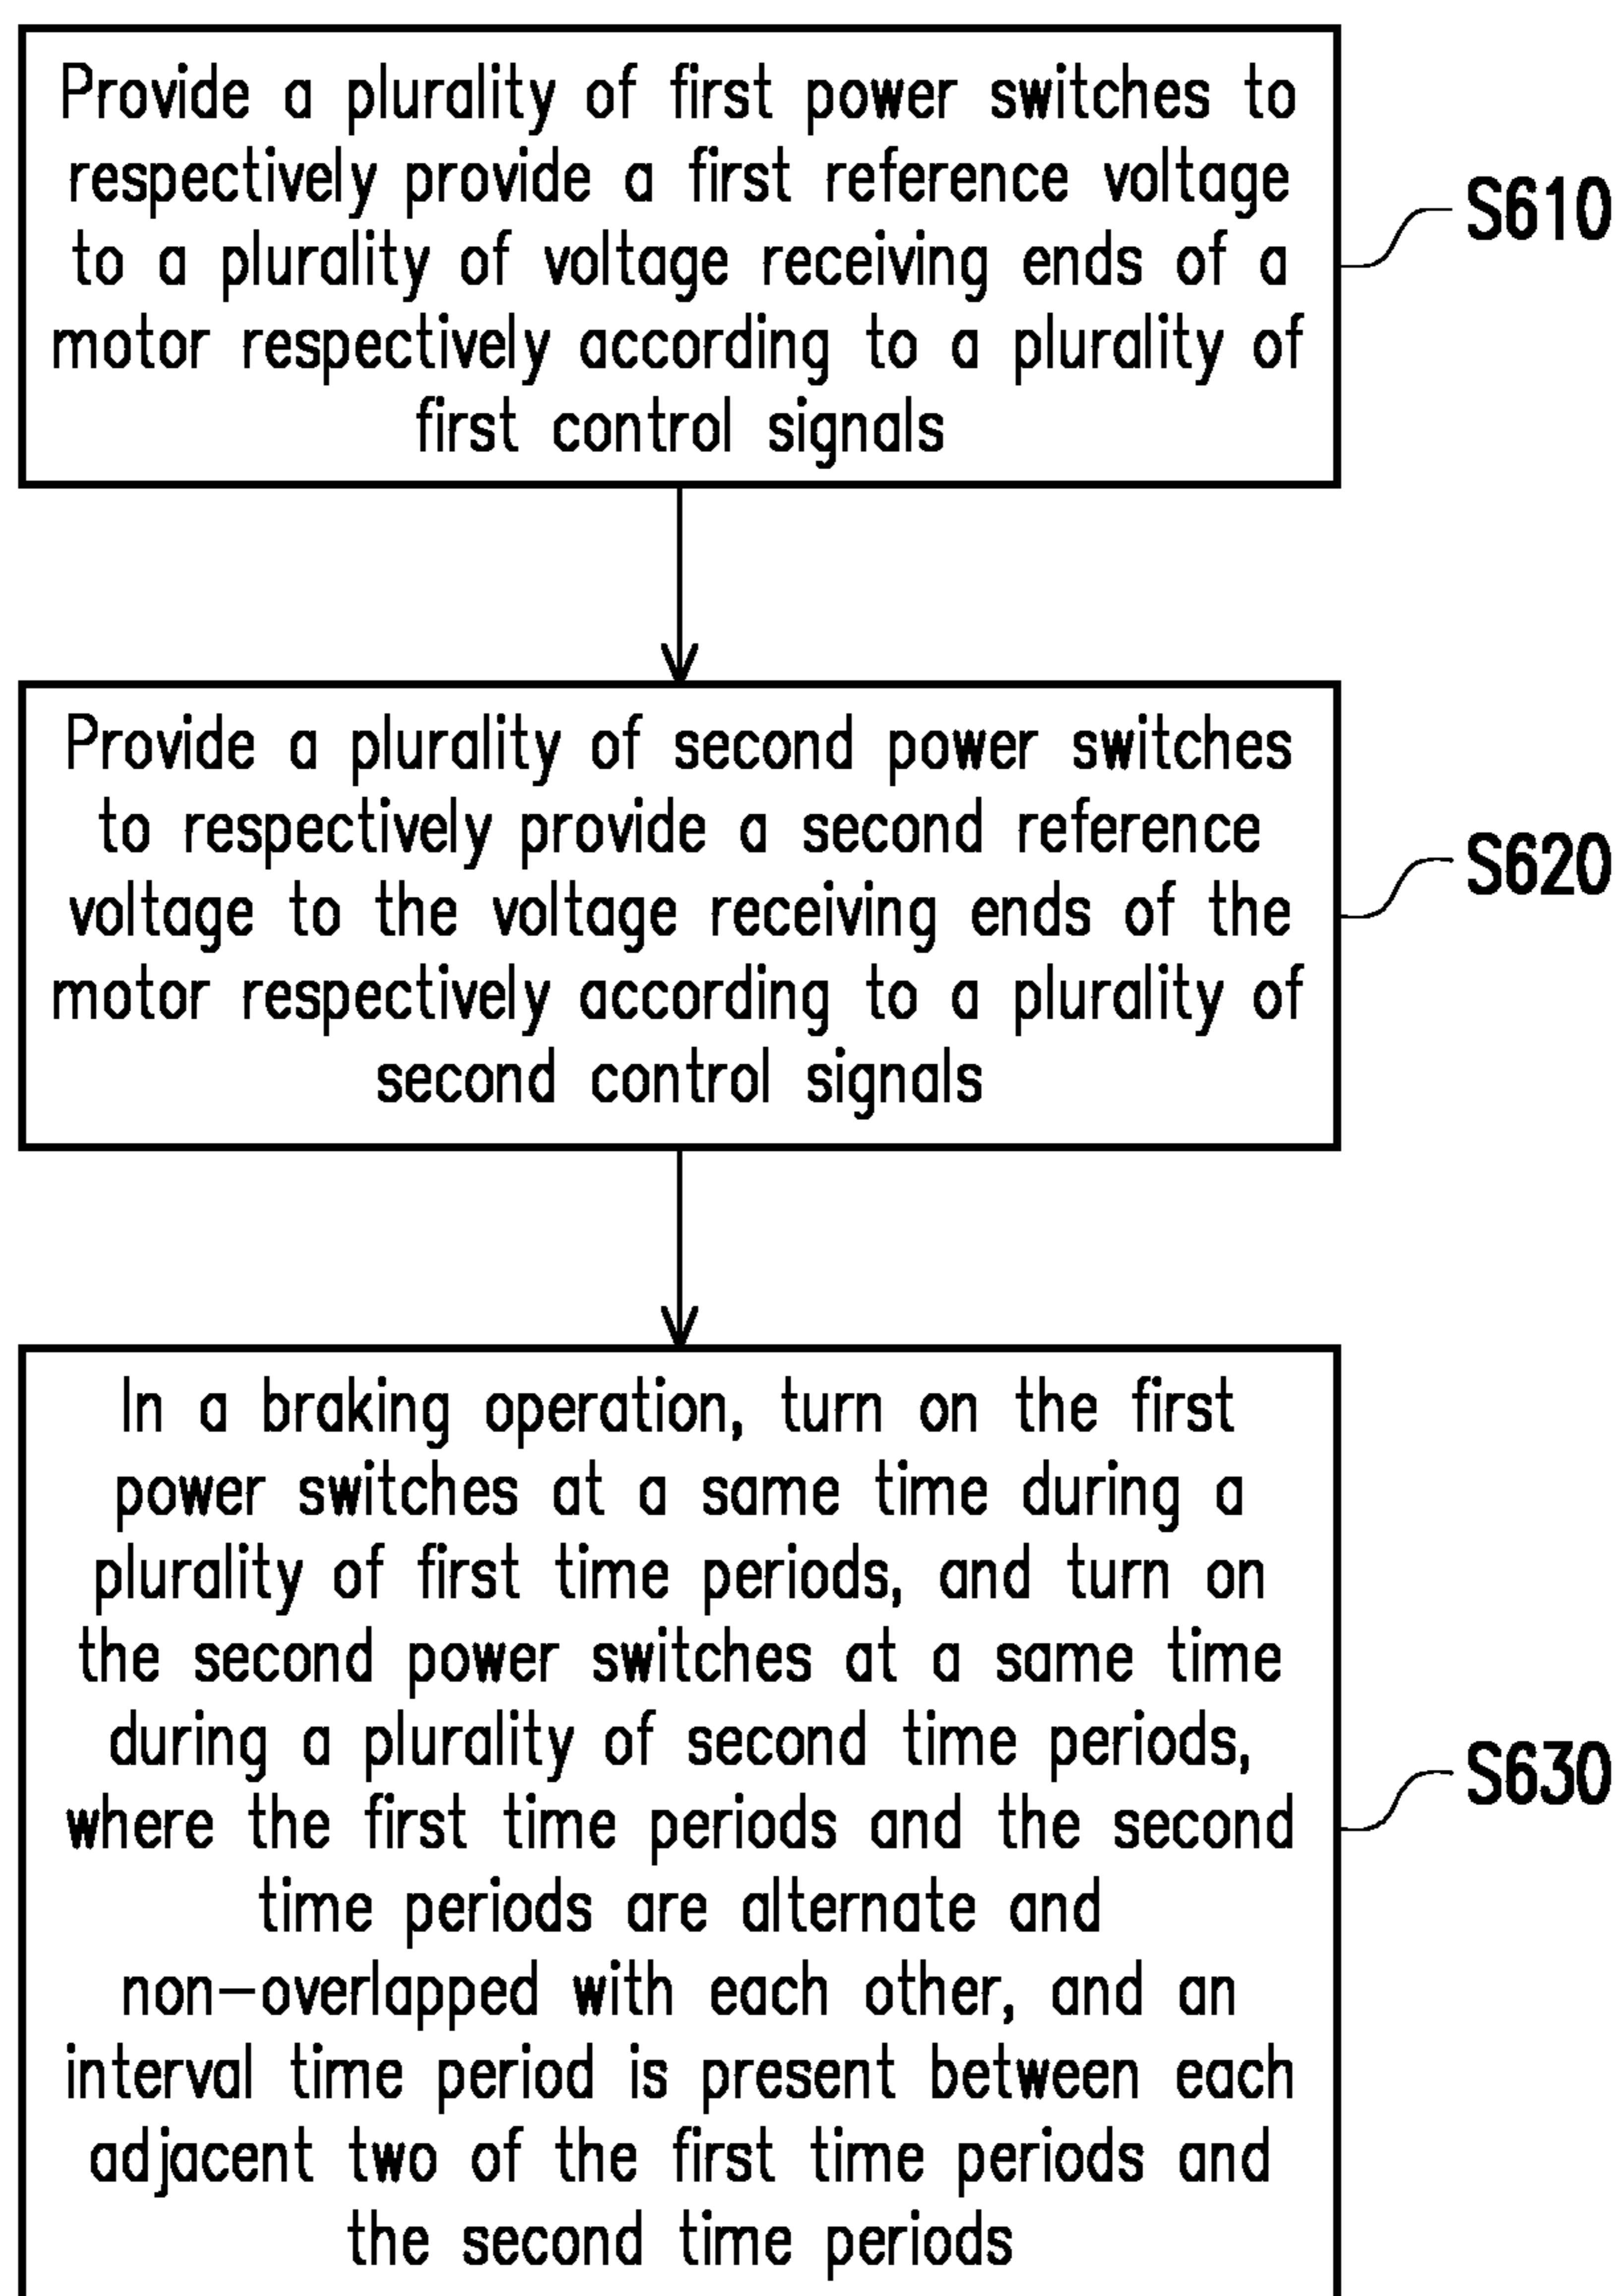 Provide a plurality of first power switches to
respectively provide a first reference voltage
to a plurality of voltage receiving ends of a
motor respectively according to a plurality of
first control signals
S610
Provide a plurality of second power switches
to respectively provide a second reference
voltage to the voltage receiving ends of the
motor respectively according to a plurality of
second control signals
S620
In a braking operation, turn on the first
power switches at a same time during a
plurality of first time periods, and turn on
the second power switches at a same time
during a plurality of second time periods,
where the first time periods and the second
time periods are alternate and
non-overlapped with each other, and an
interval time period is present between each
adjacent two of the first time periods and
the second time periods
S630